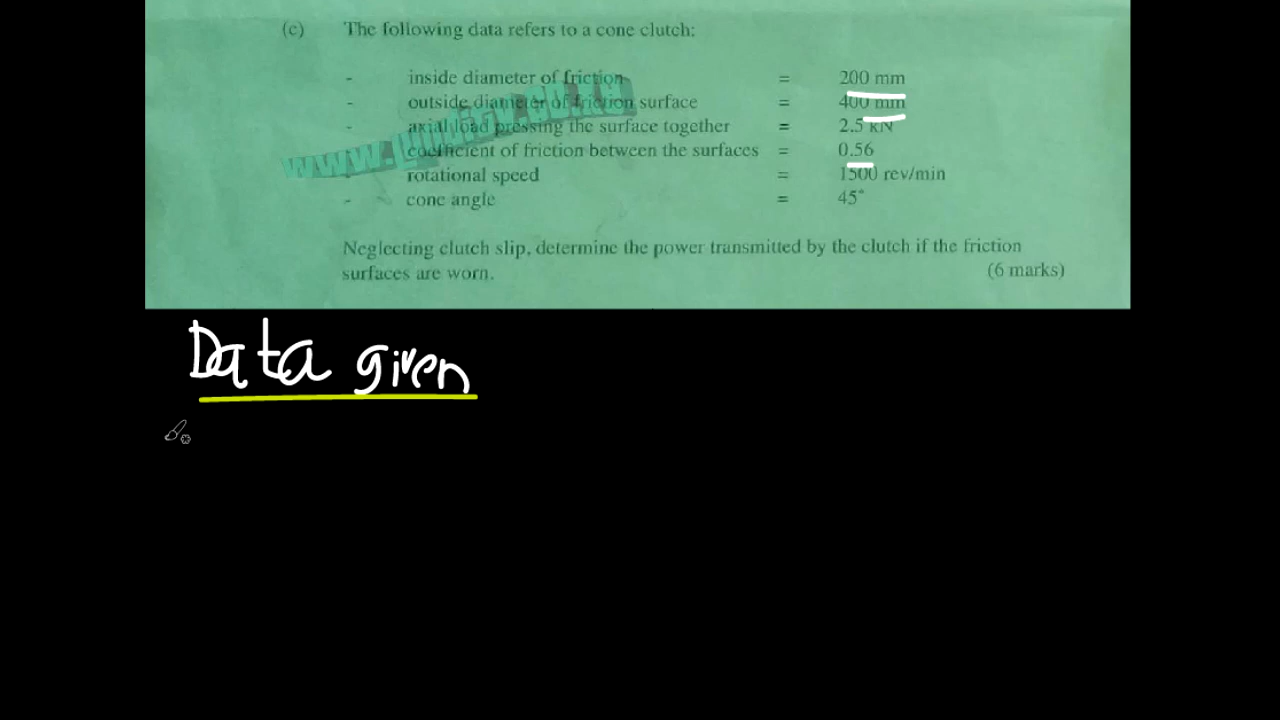 (c) The following data refers to a cone clutch:
- inside diameter of friction = 200 mm
- outside diameter of friction surface = 400 mm
- axial load pressing the surface together = 2.5 kN
- coefficient of friction between the surfaces = 0.56
- rotational speed = 1500 rev/min
- cone angle = 45°
Neglecting clutch slip, determine the power transmitted by the clutch if the friction
surfaces are worn. (6 marks)
Data given